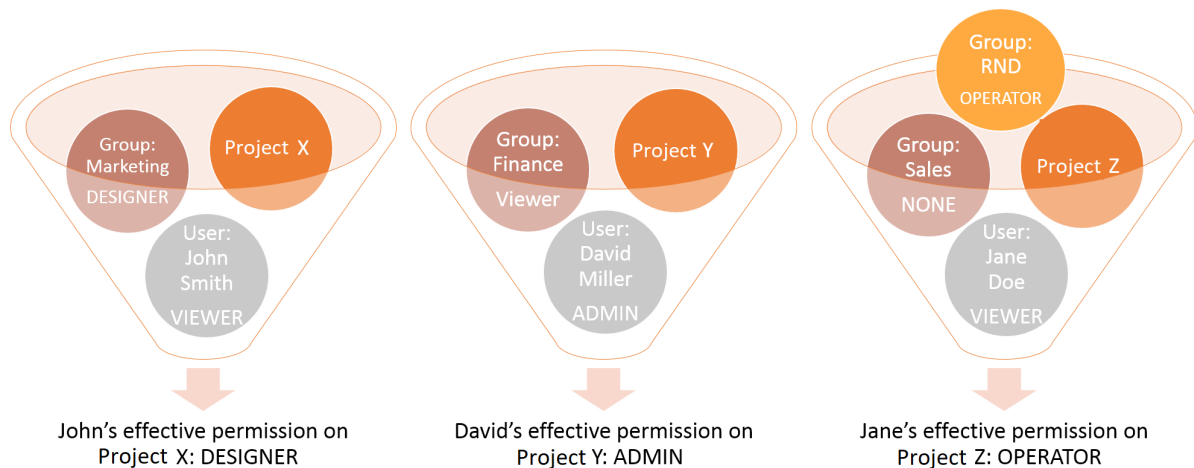 Group:
Marketing
DESIGNER
Project X
User:
John
Smith
VIEWER
John's effective permission on
Project X: DESIGNER
Group:
Finance
Viewer
Project Y
User:
David
Miller
ADMIN
David's effective permission on
Project Y: ADMIN
Group:
RND
OPERATOR
Group:
Sales
NONE
Project Z
User:
Jane
Doe
VIEWER
Jane's effective permission on
Project Z: OPERATOR